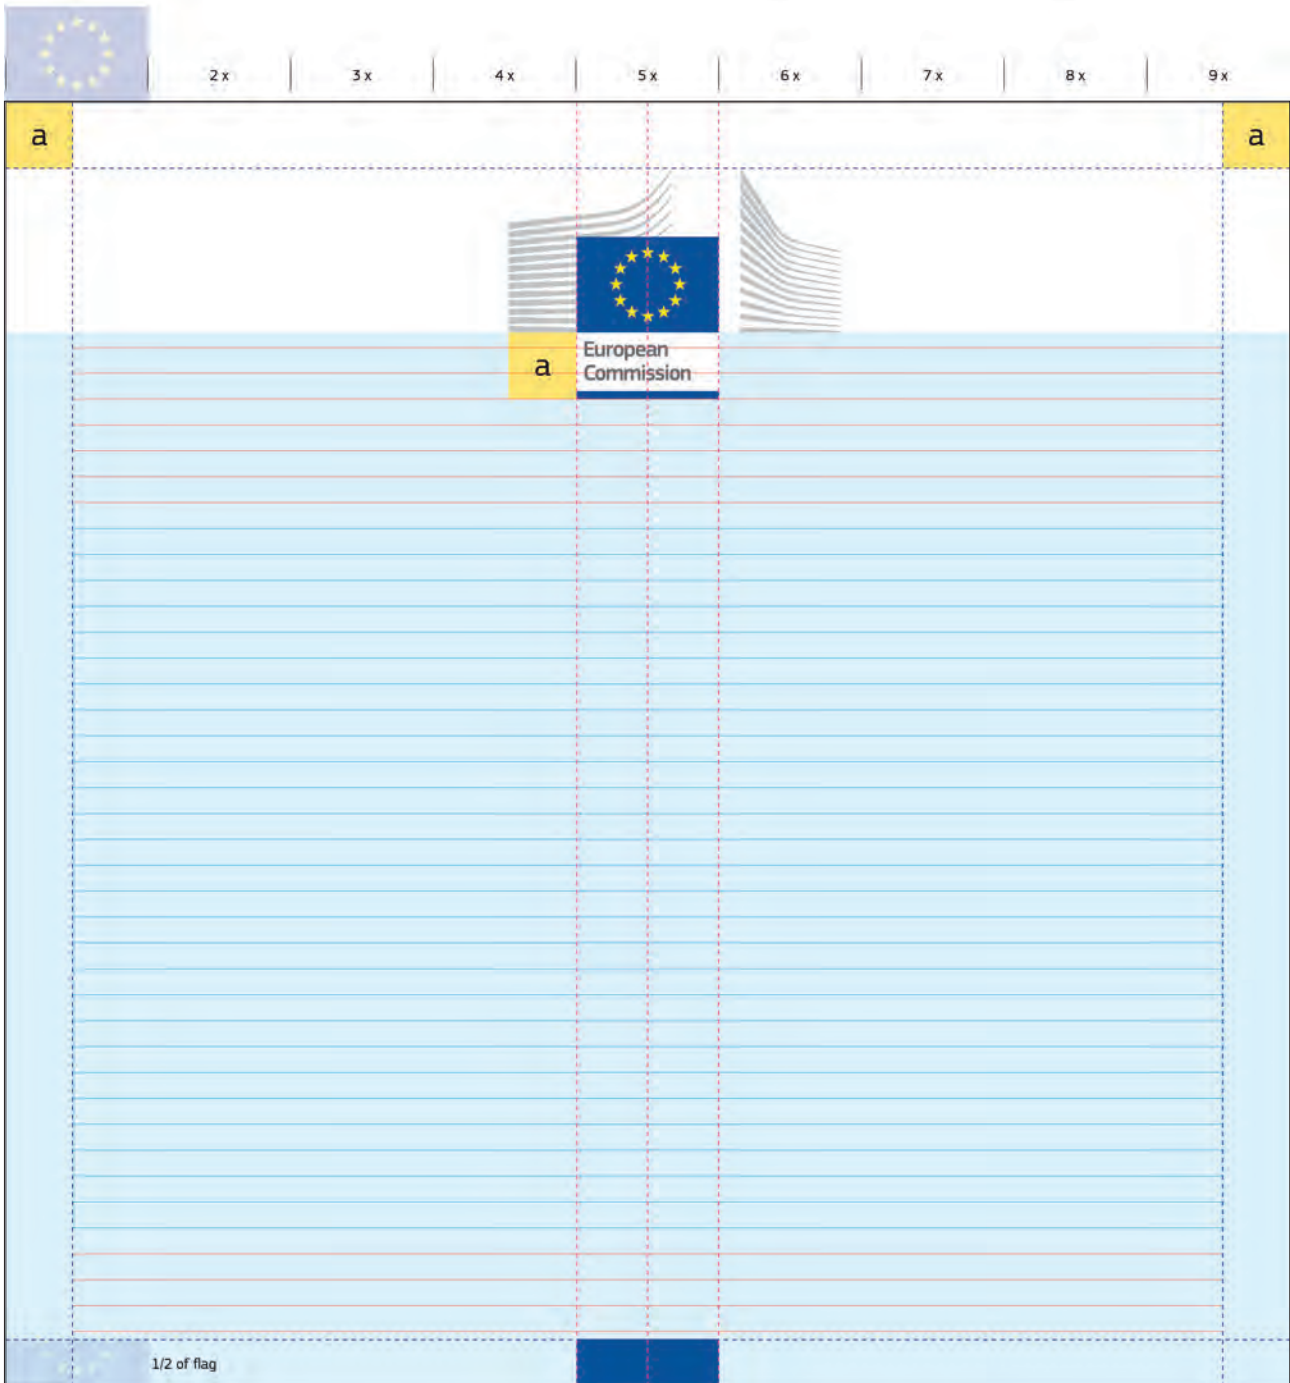 2 x 3 x 4 x 5 x 6 x 7 x 8 x 9 x
a a
European
a
Commission
1/2 of flag